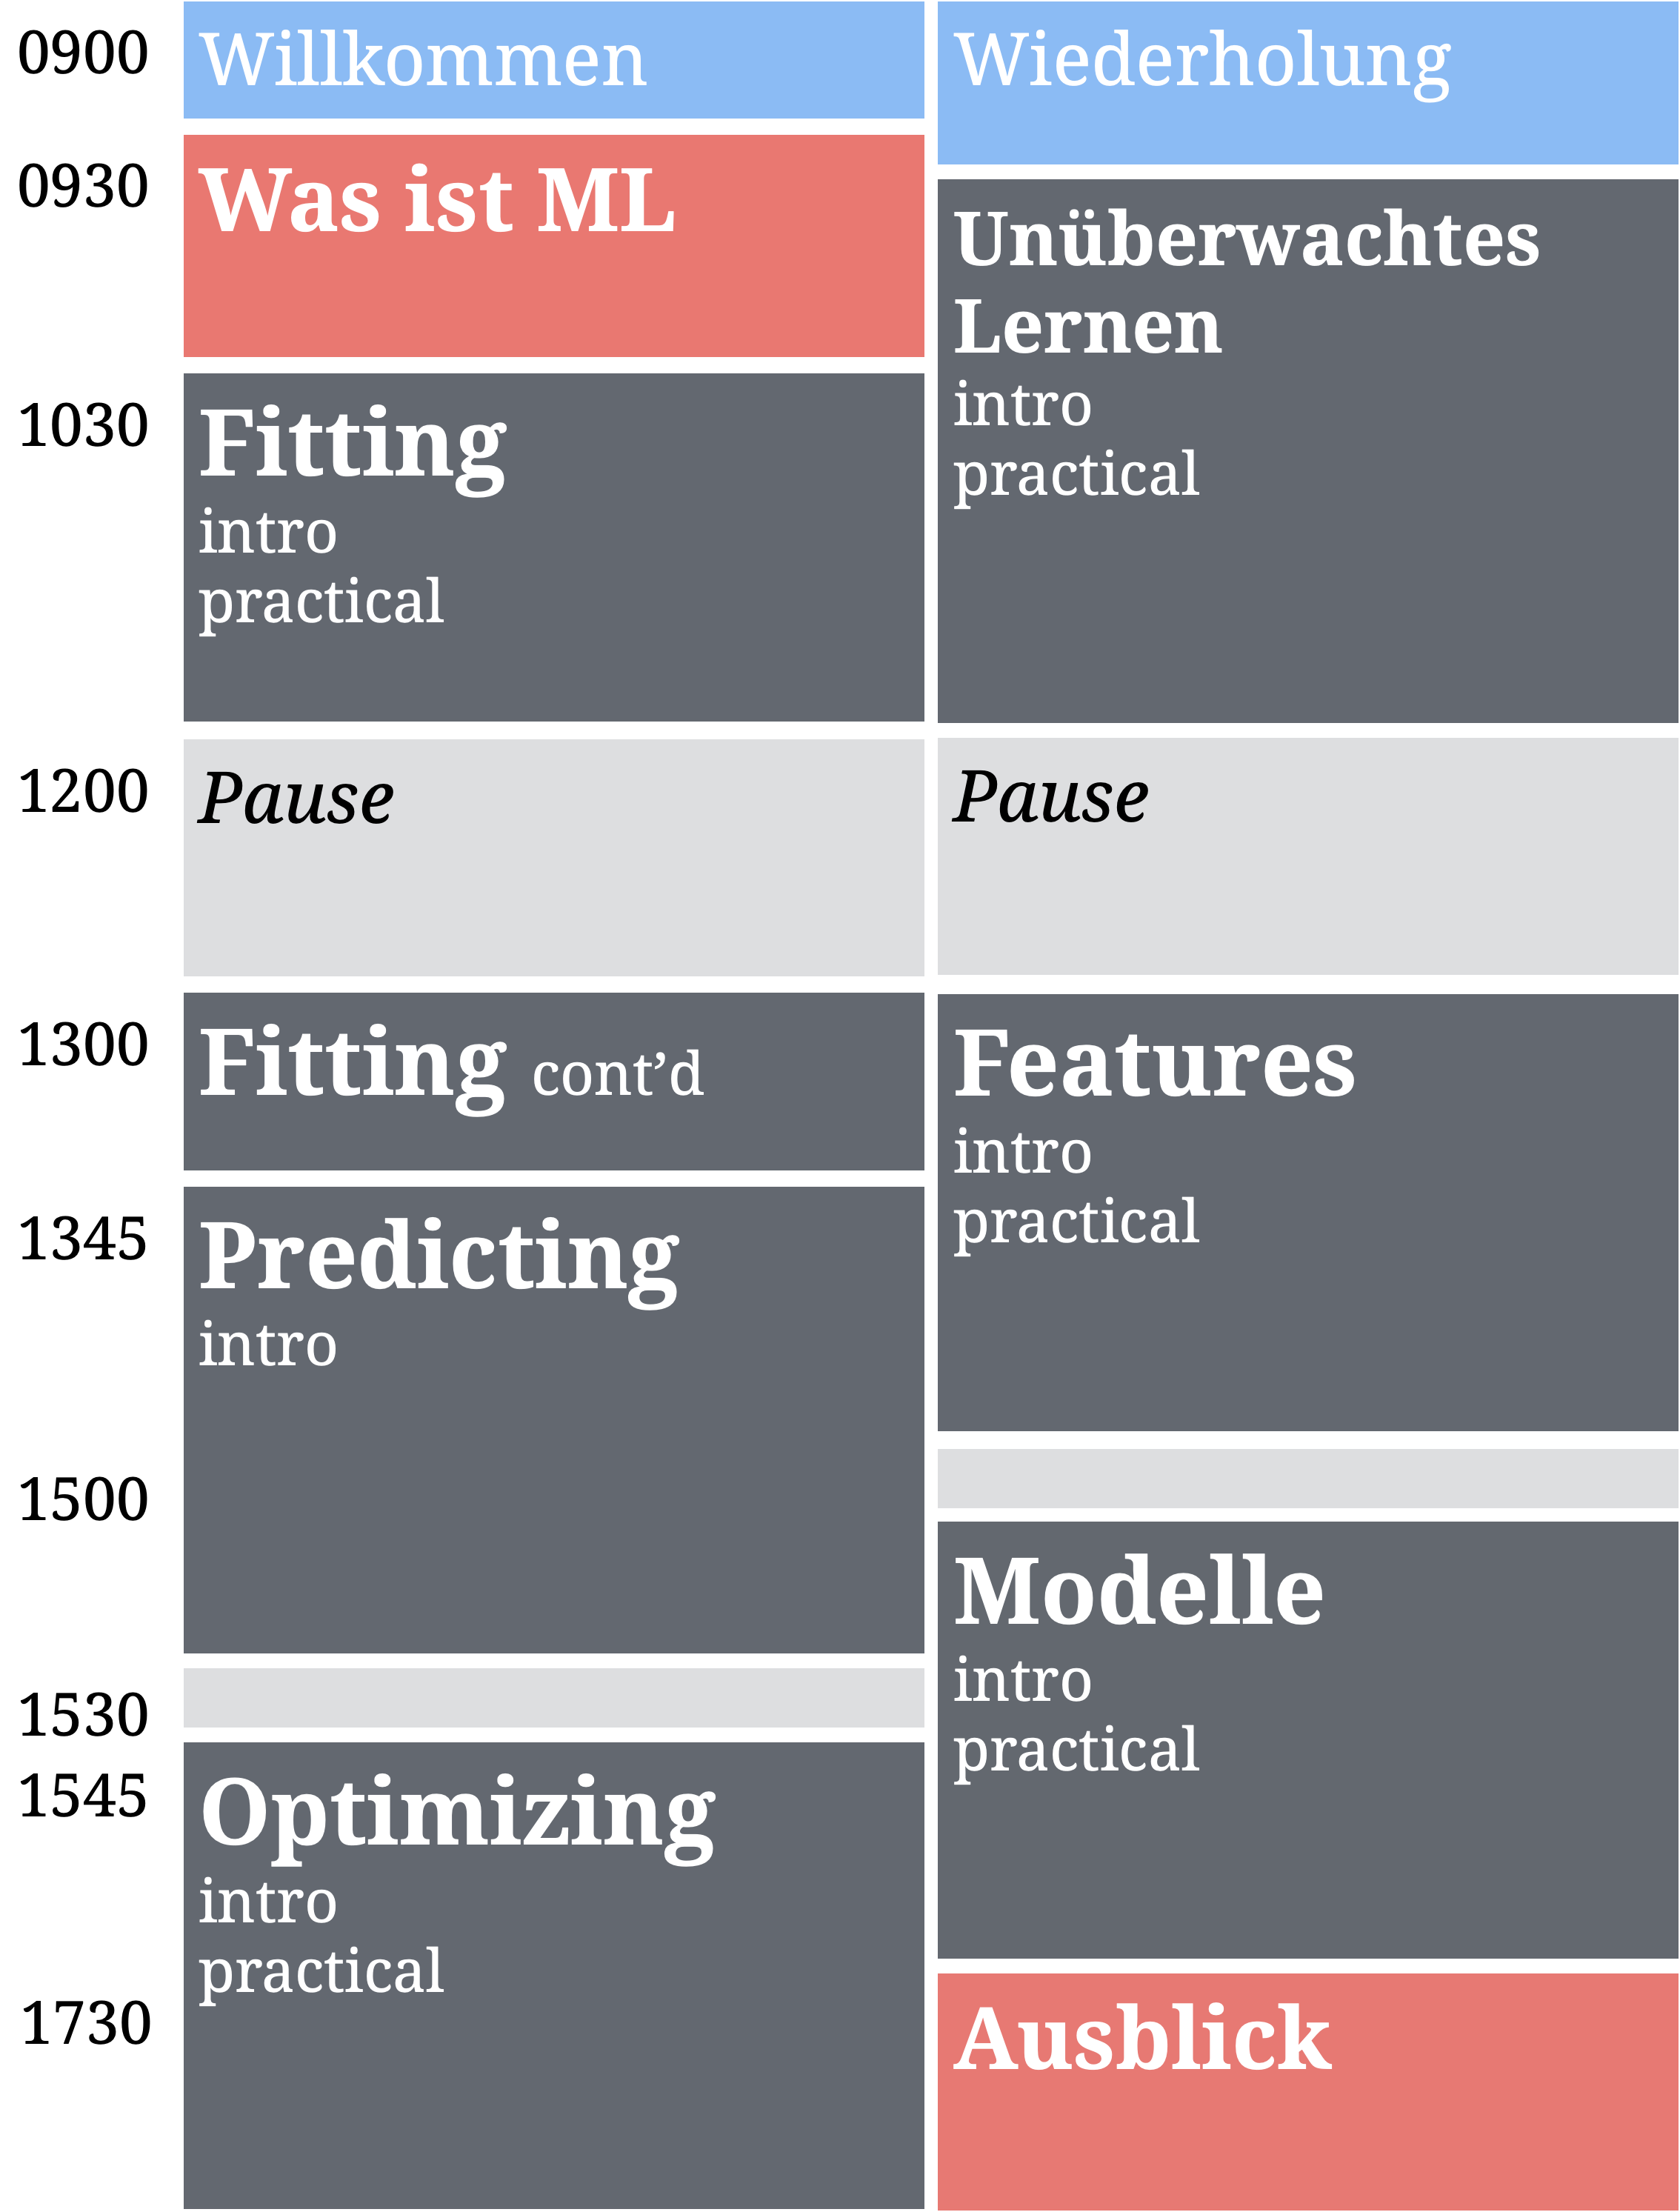 0900
Willkommen
Wiederholung
0930
Was ist ML
Unüberwachtes
Lernen
intro
practical
1030
Fitting
intro
practical
1200
Pause
Pause
1300
Fitting cont’d
Features
intro
practical
1345
Predicting
intro
1500
Modelle
intro
practical
1530
1545
Optimizing
intro
practical
1730
Ausblick